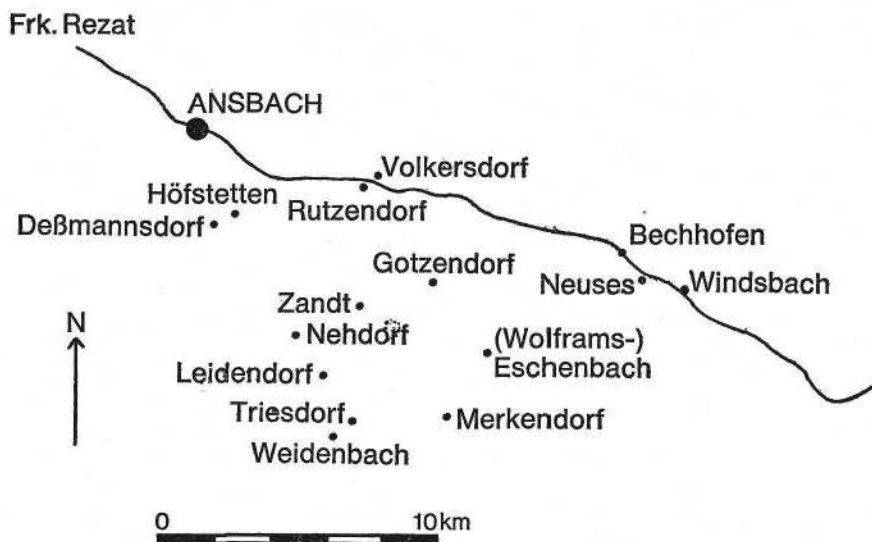 Frk. Rezat
ANSBACH
Volkersdorf
Höfstetten
Rutzendorf
Deßmannsdorf
Bechhofen
Gotzendorf
Neuses
Windsbach
Zandt
N
Nehdorf
(Wolframs-)
Eschenbach
Leidendorf
Triesdorf
Merkendorf
Weidenbach
0
10km